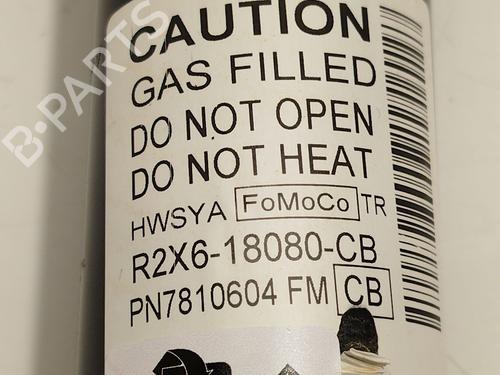 CAUTION
GAS FILLED
DO NOT OPEN
DO NOT HEAT
HWSYA FoMoCo TR
R2X6-18080-CB
PN7810604 FM CB
B-PARTS